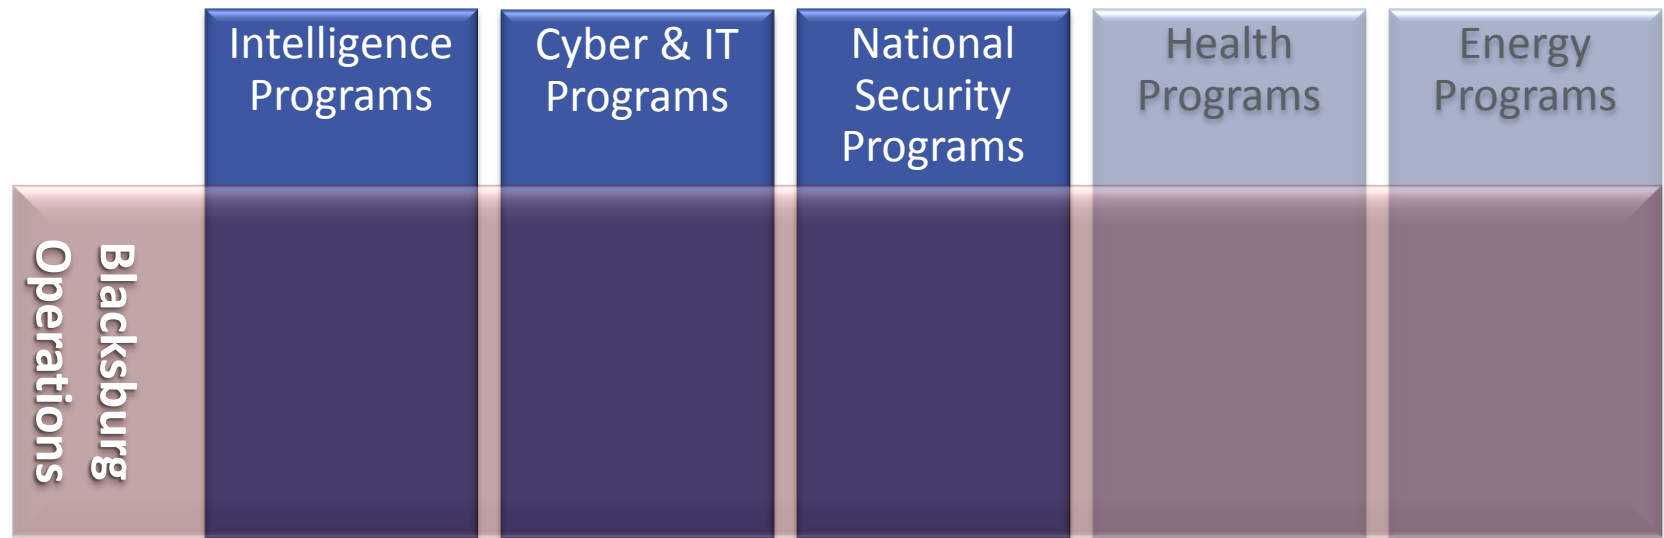 Intelligence
Programs
Cyber & IT
Programs
National
Security
Programs
Health
Programs
Energy
Programs
Blacksburg
Operations